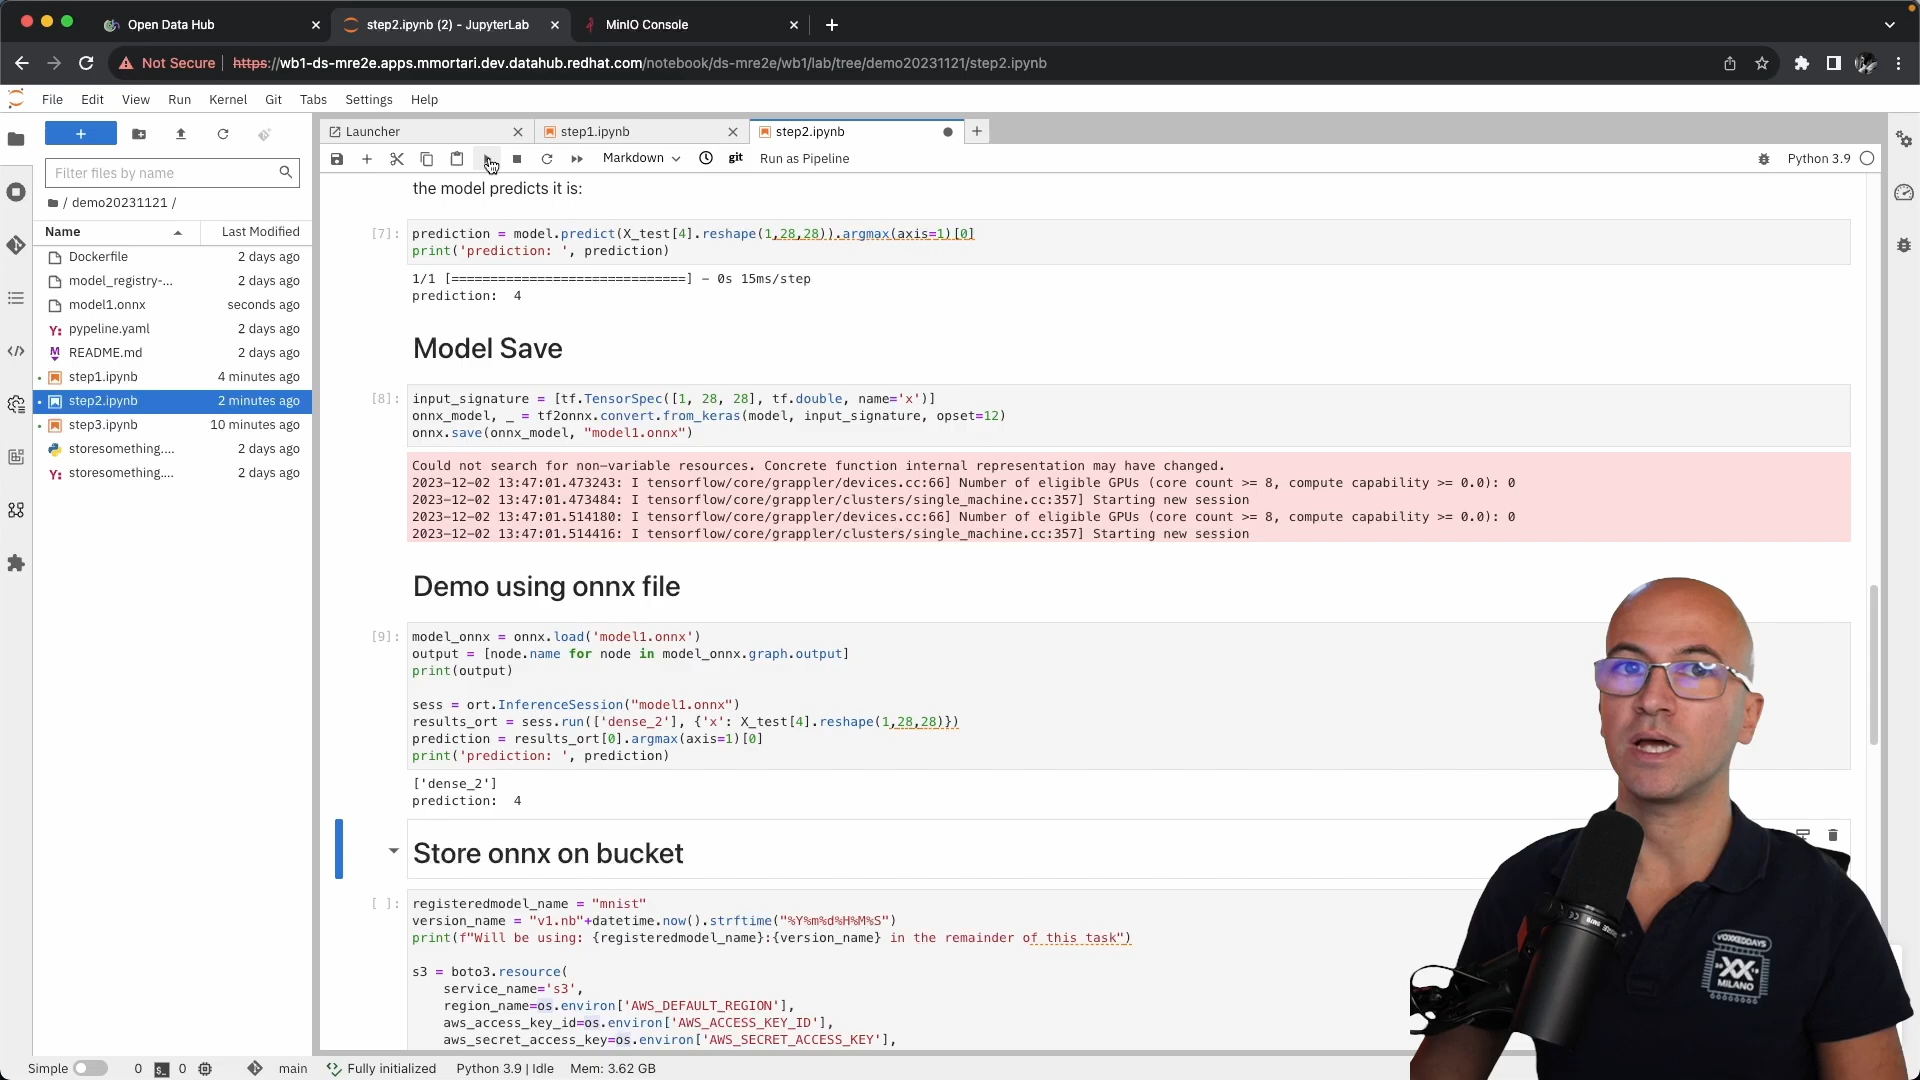 Open Data Hub
step2.ipynb (2) - JupyterLab
MinIO Console
Not Secure
https://wb1-ds-mre2e.apps.mmortari.dev.datahub.redhat.com/notebook/ds-mre2e/wb1/lab/tree/demo20231121/step2.ipynb
File Edit View Run Kernel Git Tabs Settings Help
Launcher
step1.ipynb
step2.ipynb
Markdown
git
Run as Pipeline
Python 3.9
Filter files by name
/ demo20231121 /
Name Last Modified
Dockerfile 2 days ago
model_registry-... 2 days ago
model1.onnx seconds ago
pypeline.yaml 2 days ago
README.md 2 days ago
step1.ipynb 4 minutes ago
step2.ipynb 2 minutes ago
step3.ipynb 10 minutes ago
storesomething.... 2 days ago
storesomething.... 2 days ago
the model predicts it is:
[7]: prediction = model.predict(X_test[4].reshape(1,28,28)).argmax(axis=1)[0]
print('prediction: ', prediction)
1/1 [==============================] - 0s 15ms/step
prediction: 4
Model Save
[8]: input_signature = [tf.TensorSpec([1, 28, 28], tf.double, name='x')]
onnx_model, _ = tf2onnx.convert.from_keras(model, input_signature, opset=12)
onnx.save(onnx_model, "model1.onnx")
Could not search for non-variable resources. Concrete function internal representation may have changed.
2023-12-02 13:47:01.473243: I tensorflow/core/grappler/devices.cc:66] Number of eligible GPUs (core count >= 8, compute capability >= 0.0): 0
2023-12-02 13:47:01.473484: I tensorflow/core/grappler/clusters/single_machine.cc:357] Starting new session
2023-12-02 13:47:01.514180: I tensorflow/core/grappler/devices.cc:66] Number of eligible GPUs (core count >= 8, compute capability >= 0.0): 0
2023-12-02 13:47:01.514416: I tensorflow/core/grappler/clusters/single_machine.cc:357] Starting new session
Demo using onnx file
[9]: model_onnx = onnx.load('model1.onnx')
output = [node.name for node in model_onnx.graph.output]
print(output)
sess = ort.InferenceSession("model1.onnx")
results_ort = sess.run(['dense_2'], {'x': X_test[4].reshape(1,28,28)})
prediction = results_ort[0].argmax(axis=1)[0]
print('prediction: ', prediction)
['dense_2']
prediction: 4
Store onnx on bucket
[ ]: registeredmodel_name = "mnist"
version_name = "v1.nb"+datetime.now().strftime("%Y%m%d%H%M%S")
print(f"Will be using: {registeredmodel_name}:{version_name} in the remainder of this task")
s3 = boto3.resource(
service_name='s3',
region_name=os.environ['AWS_DEFAULT_REGION'],
aws_access_key_id=os.environ['AWS_ACCESS_KEY_ID'],
aws_secret_access_key=os.environ['AWS_SECRET_ACCESS_KEY'],
VOXXEDDAYS
MILANO
Simple 0 0 main Fully initialized Python 3.9 | Idle Mem: 3.62 GB